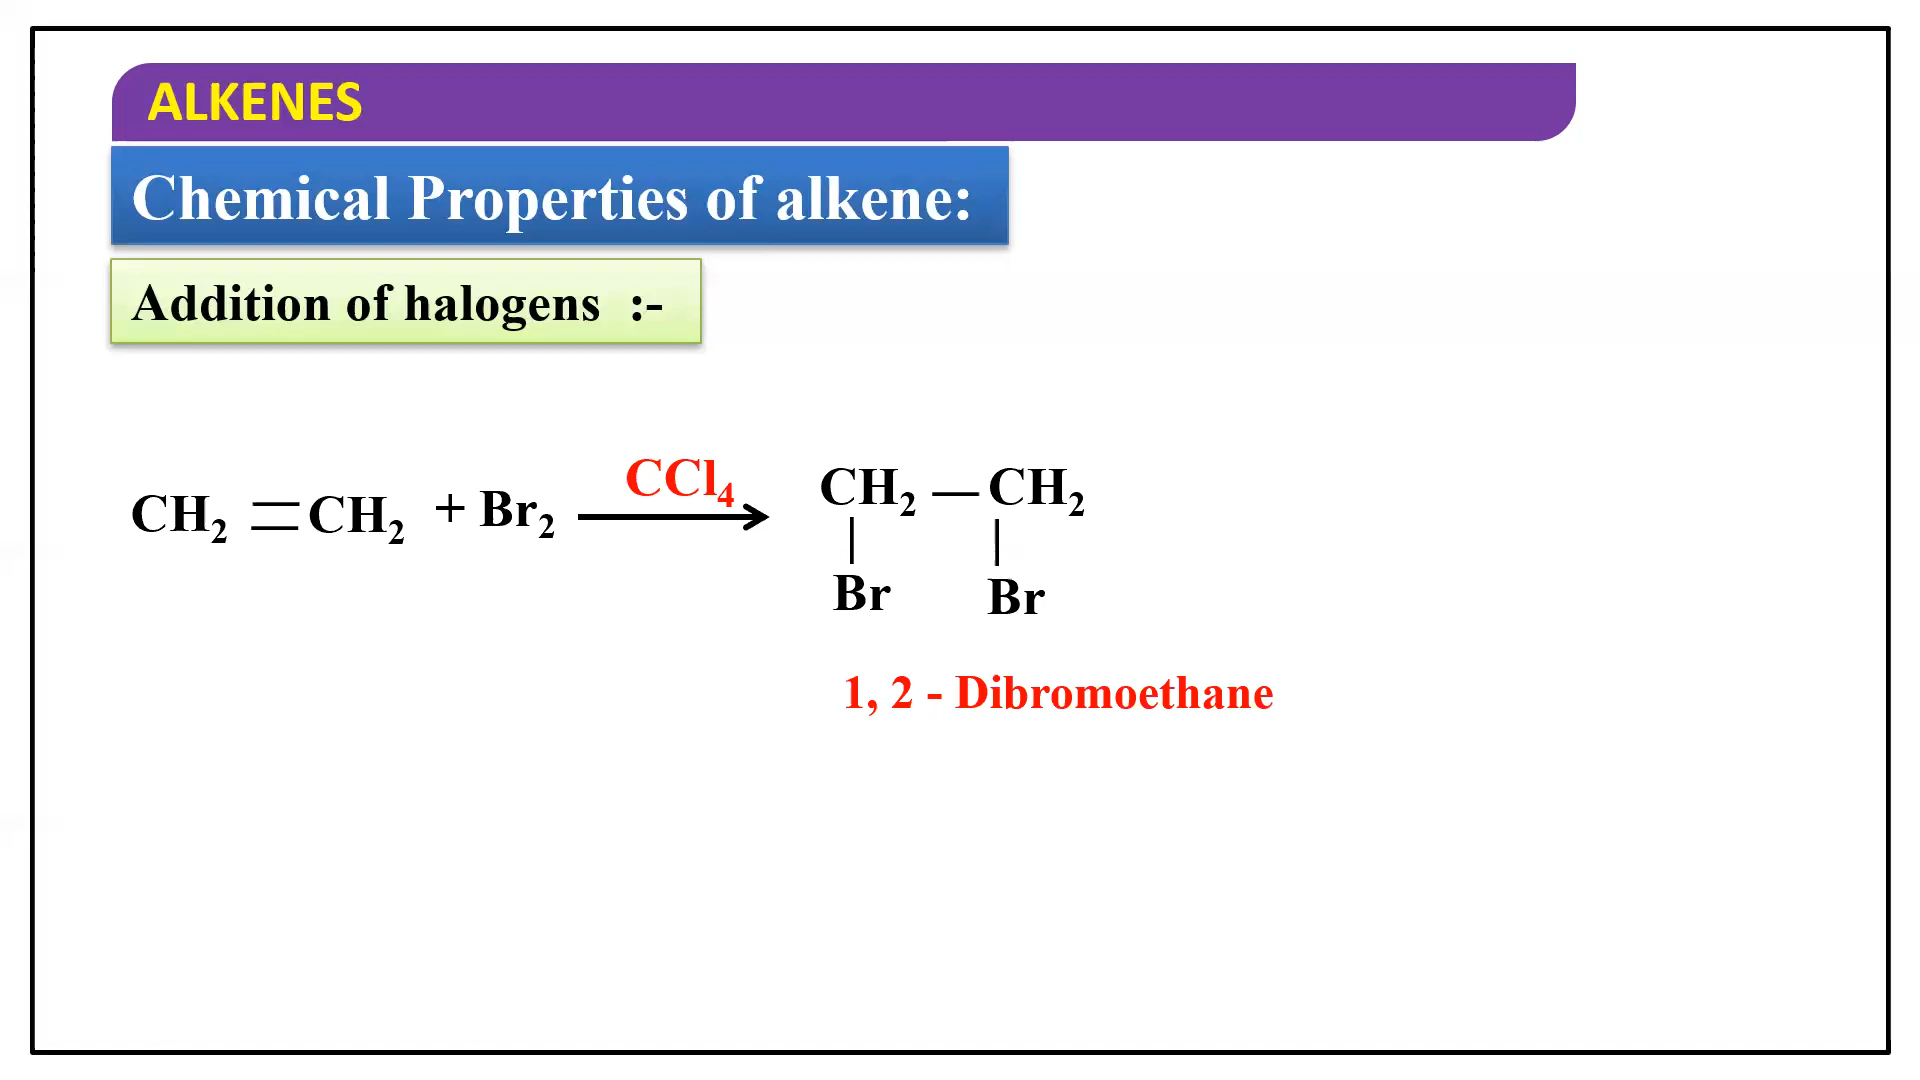 ALKENES
Chemical Properties of alkene:
Addition of halogens :-
CH₂ =CH₂ + Br₂ CCl₄ → CH₂ — CH₂
| |
Br Br
1, 2 - Dibromoethane